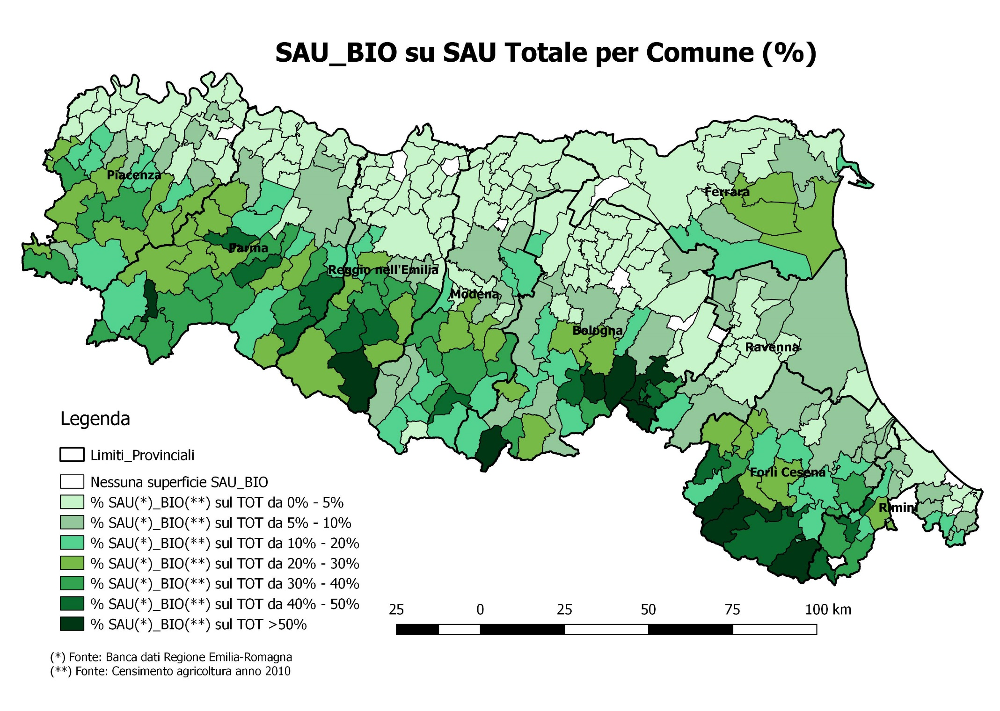 SAU_BIO su SAU Totale per Comune (%)
Piacenza
Ferrara
Parma
Reggio nell'Emilia
Modena
Bologna
Ravenna
Forlì Cesena
Rimini
Legenda
Limiti_Provinciali
Nessuna superficie SAU_BIO
% SAU(*)_BIO(**) sul TOT da 0% - 5%
% SAU(*)_BIO(**) sul TOT da 5% - 10%
% SAU(*)_BIO(**) sul TOT da 10% - 20%
% SAU(*)_BIO(**) sul TOT da 20% - 30%
% SAU(*)_BIO(**) sul TOT da 30% - 40%
% SAU(*)_BIO(**) sul TOT da 40% - 50%
% SAU(*)_BIO(**) sul TOT >50%
25 0 25 50 75 100 km
(*) Fonte: Banca dati Regione Emilia-Romagna
(**) Fonte: Censimento agricoltura anno 2010